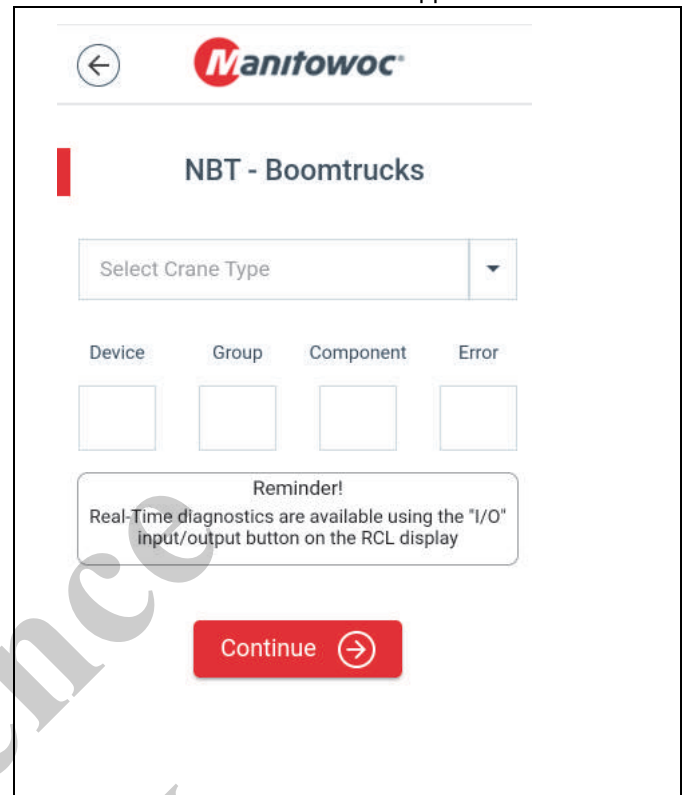 Manitowoc
NBT - Boomtrucks
Select Crane Type
Device Group Component Error
Reminder!
Real-Time diagnostics are available using the "I/O"
input/output button on the RCL display
Continue